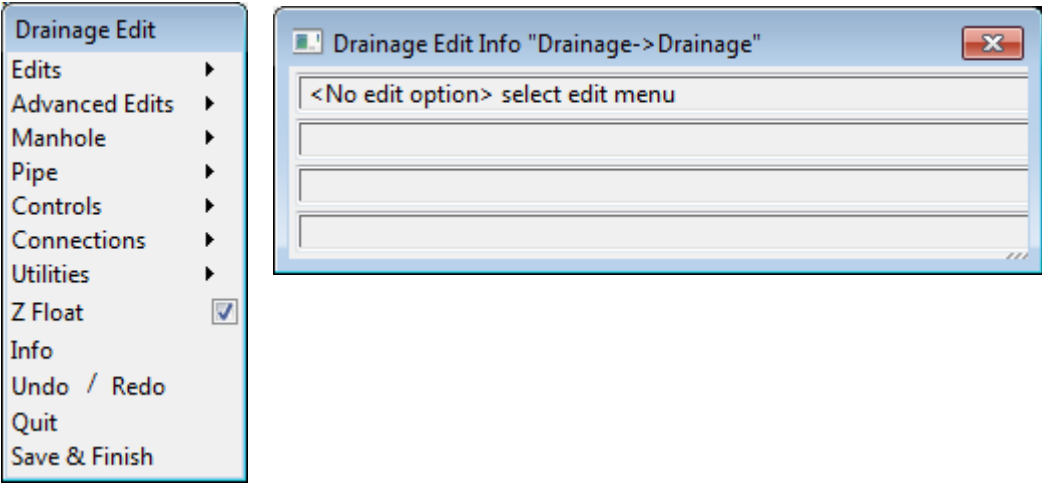 Drainage Edit
Edits
Advanced Edits
Manhole
Pipe
Controls
Connections
Utilities
Z Float
Info
Undo / Redo
Quit
Save & Finish
Drainage Edit Info "Drainage->Drainage"
<No edit option> select edit menu